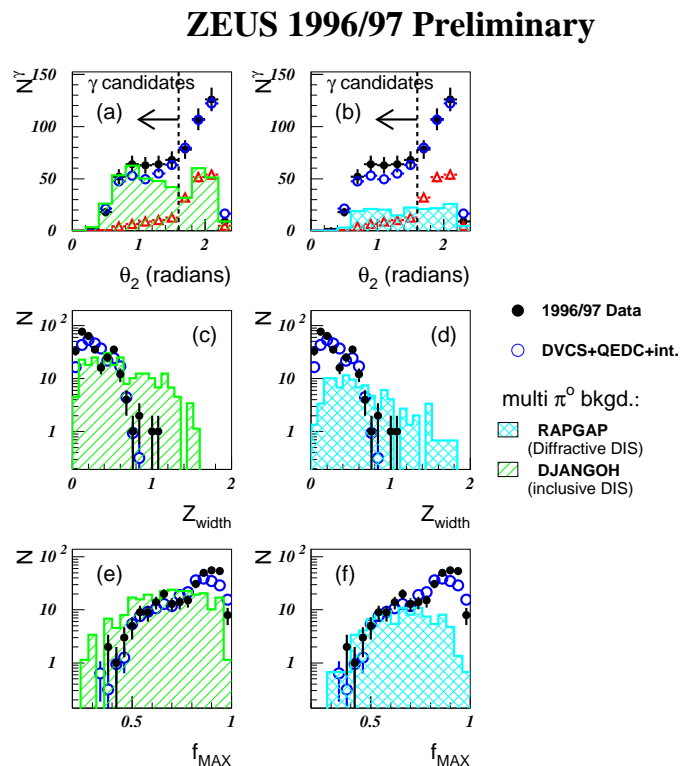 ZEUS 1996/97 Preliminary
N^γ
150
100
50
0
γ candidates
(a)
0 1 2
θ_2 (radians)
N^γ
150
100
50
0
γ candidates
(b)
0 1 2
θ_2 (radians)
N
10^2
10
1
(c)
0 1 2
Z_width
N
10^2
10
1
(d)
0 1 2
Z_width
1996/97 Data
DVCS+QEDC+int.
multi π^o bkgd.:
RAPGAP
(Diffractive DIS)
DJANGOH
(inclusive DIS)
N
10^2
10
1
(e)
0.5 1
f_MAX
N
10^2
10
1
(f)
0.5 1
f_MAX